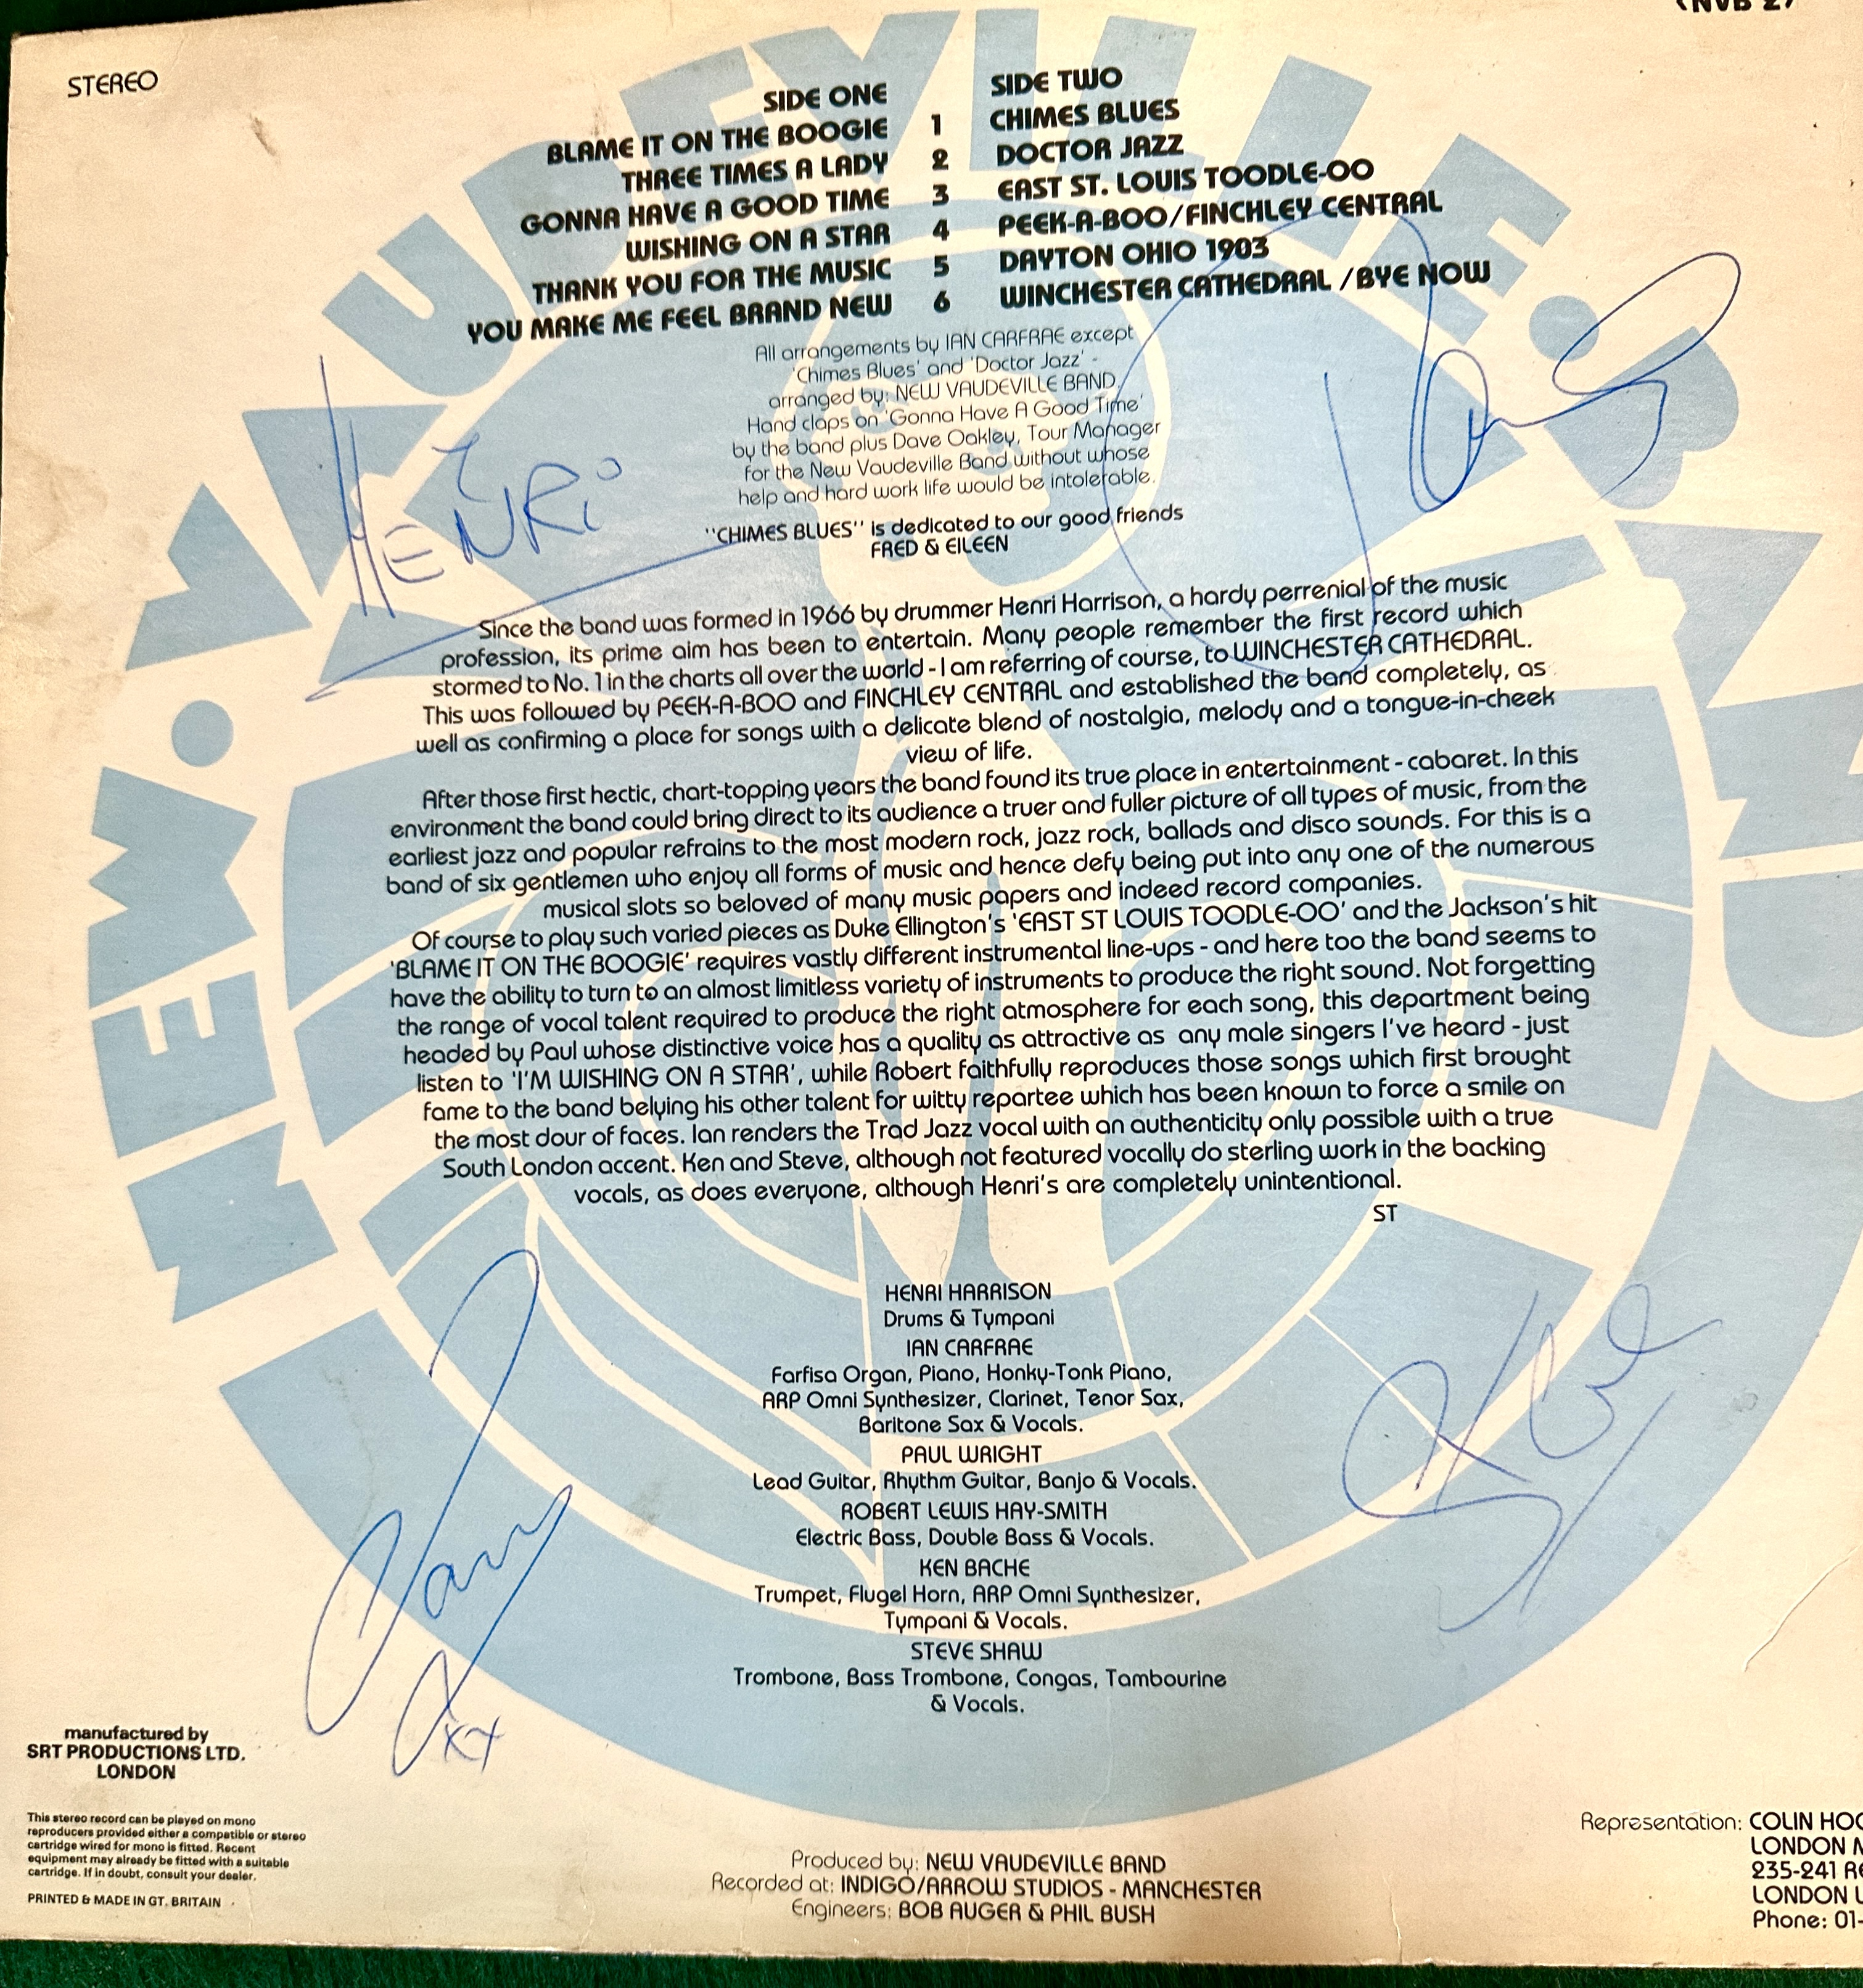 STEREO
SIDE ONE
BLAME IT ON THE BOOGIE 1
THREE TIMES A LADY 2
GONNA HAVE A GOOD TIME 3
WISHING ON A STAR 4
THANK YOU FOR THE MUSIC 5
YOU MAKE ME FEEL BRAND NEW 6
SIDE TWO
CHIMES BLUES
DOCTOR JAZZ
EAST ST. LOUIS TOODLE-OO
PEEK-A-BOO/FINCHLEY CENTRAL
DAYTON OHIO 1903
WINCHESTER CATHEDRAL /BYE NOW
All arrangements by IAN CARFRAE except
'Chimes Blues' and 'Doctor Jazz' -
arranged by: NEW VAUDEVILLE BAND.
Hand claps on 'Gonna Have A Good Time'
by the band plus Dave Oakley, Tour Manager
for the New Vaudeville Band without whose
help and hard work life would be intolerable.
"CHIMES BLUES" is dedicated to our good friends
FRED & EILEEN
HENRi
Since the band was formed in 1966 by drummer Henri Harrison, a hardy perrenial of the music
profession, its prime aim has been to entertain. Many people remember the first record which
stormed to No. 1 in the charts all over the world - I am referring of course, to WINCHESTER CATHEDRAL.
This was followed by PEEK-A-BOO and FINCHLEY CENTRAL and established the band completely, as
well as confirming a place for songs with a delicate blend of nostalgia, melody and a tongue-in-cheek
view of life.
After those first hectic, chart-topping years the band found its true place in entertainment - cabaret. In this
environment the band could bring direct to its audience a truer and fuller picture of all types of music, from the
earliest jazz and popular refrains to the most modern rock, jazz rock, ballads and disco sounds. For this is a
band of six gentlemen who enjoy all forms of music and hence defy being put into any one of the numerous
musical slots so beloved of many music papers and indeed record companies.
Of course to play such varied pieces as Duke Ellington's 'EAST ST LOUIS TOODLE-OO' and the Jackson's hit
'BLAME IT ON THE BOOGIE' requires vastly different instrumental line-ups - and here too the band seems to
have the ability to turn to an almost limitless variety of instruments to produce the right sound. Not forgetting
the range of vocal talent required to produce the right atmosphere for each song, this department being
headed by Paul whose distinctive voice has a quality as attractive as any male singers I've heard - just
listen to 'I'M WISHING ON A STAR', while Robert faithfully reproduces those songs which first brought
fame to the band belying his other talent for witty repartee which has been known to force a smile on
the most dour of faces. Ian renders the Trad Jazz vocal with an authenticity only possible with a true
South London accent. Ken and Steve, although not featured vocally do sterling work in the backing
vocals, as does everyone, although Henri's are completely unintentional.
ST
HENRI HARRISON
Drums & Tympani
IAN CARFRAE
Farfisa Organ, Piano, Honky-Tonk Piano,
ARP Omni Synthesizer, Clarinet, Tenor Sax,
Baritone Sax & Vocals.
PAUL WRIGHT
Lead Guitar, Rhythm Guitar, Banjo & Vocals.
ROBERT LEWIS HAY-SMITH
Electric Bass, Double Bass & Vocals.
KEN BACHE
Trumpet, Flugel Horn, ARP Omni Synthesizer,
Tympani & Vocals.
STEVE SHAW
Trombone, Bass Trombone, Congas, Tambourine
& Vocals.
xx
NEW · VAUDEVILLE · BAND
manufactured by
SRT PRODUCTIONS LTD.
LONDON
This stereo record can be played on mono
reproducers provided either a compatible or stereo
cartridge wired for mono is fitted. Recent
equipment may already be fitted with a suitable
cartridge. If in doubt, consult your dealer.
PRINTED & MADE IN GT. BRITAIN
Produced by: NEW VAUDEVILLE BAND
Recorded at: INDIGO/ARROW STUDIOS - MANCHESTER
Engineers: BOB AUGER & PHIL BUSH
Representation: COLIN
LONDON
235-241
LONDON
Phone: 01-